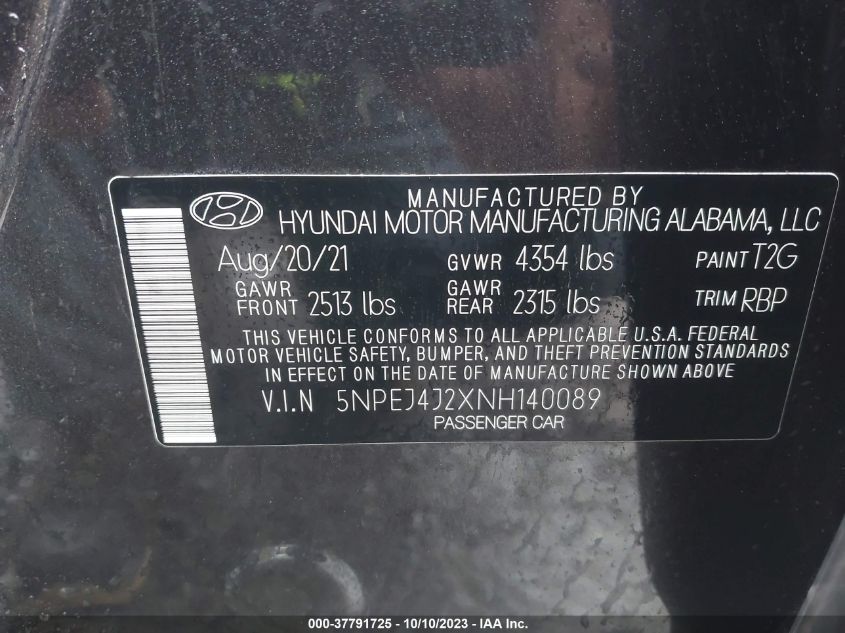 MANUFACTURED BY
HYUNDAI MOTOR MANUFACTURING ALABAMA, LLC
Aug/20/21 GVWR 4354 lbs PAINT T2G
GAWR FRONT 2513 lbs GAWR REAR 2315 lbs TRIM RBP
THIS VEHICLE CONFORMS TO ALL APPLICABLE U.S.A. FEDERAL
MOTOR VEHICLE SAFETY, BUMPER, AND THEFT PREVENTION STANDARDS
IN EFFECT ON THE DATE OF MANUFACTURE SHOWN ABOVE
V.I.N 5NPEJ4J2XNH140089
PASSENGER CAR
000-37791725 - 10/10/2023 - IAA Inc.